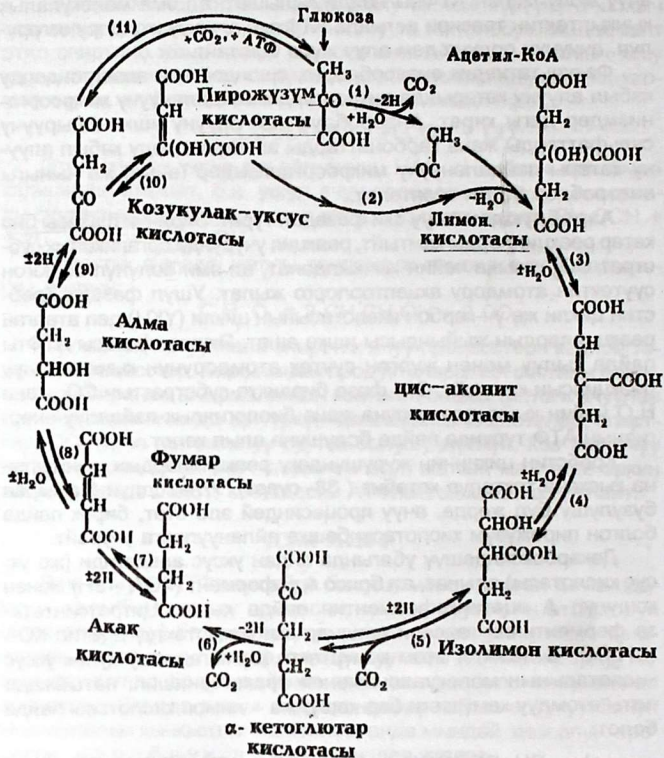 (11)
Глюкоза
+CO₂, +АТФ
COOH
CH
C(OH)COOH
Пирожүзүм
кислотасы
CH₃
CO
COOH
(1)
-2H
+H₂O
CO₂
Ацетил-КоА
CH₃
-OC
COOH
CH₂
C(OH)COOH
CH₂
COOH
COOH
CH₂
CO
COOH
(10)
Козукулак-уксус
кислотасы
(2)
-H₂O
Лимон
кислотасы
±2H
(9)
(3)
±H₂O
COOH
CH₂
CHOH
COOH
Алма
кислотасы
COOH
CH
C-COOH
CH₂
COOH
цис-аконит
кислотасы
(8)
±H₂O
COOH
CH
CH
COOH
Фумар
кислотасы
±H₂O
(4)
COOH
CHOH
CHCOOH
CH₂
COOH
(7)
±2H
COOH
CH₂
CH₂
COOH
Акак
кислотасы
COOH
CO
CH₂
CH₂
COOH
-2H
(6)
+H₂O
CO₂
±2H
(5)
CO₂
Изолимон кислотасы
α- кетоглютар
кислотасы